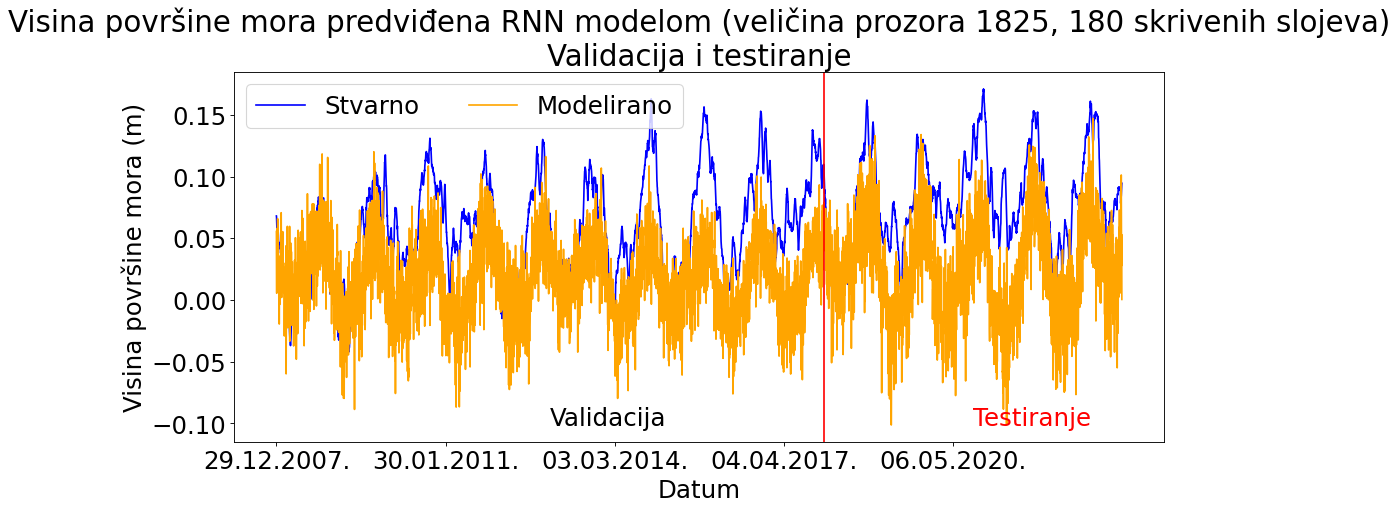 Visina površine mora predviđena RNN modelom (veličina prozora 1825, 180 skrivenih slojeva)
Validacija i testiranje
Stvarno Modelirano
Visina površine mora (m)
0.15
0.10
0.05
0.00
−0.05
−0.10
Validacija Testiranje
29.12.2007. 30.01.2011. 03.03.2014. 04.04.2017. 06.05.2020.
Datum